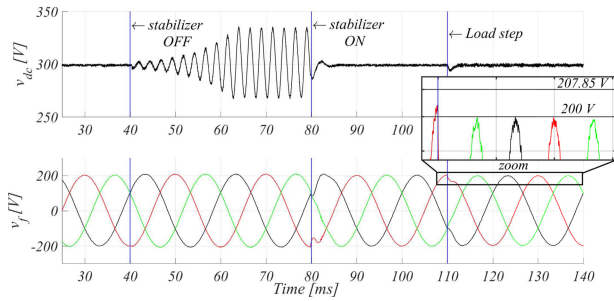 350
← stabilizer
OFF
← stabilizer
ON
← Load step
v_dc [V]
300
250
30 40 50 60 70 80 90 100
207.85 V
200 V
zoom
v_f [V]
200
0
-200
30 40 50 60 70 80 90 100 110 120 130 140
Time [ms]